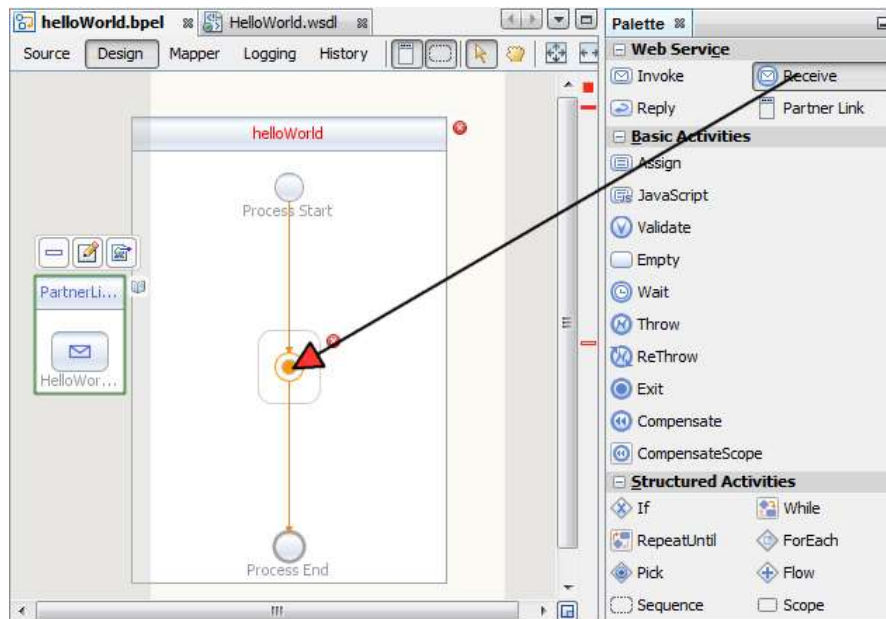 helloWorld.bpel HelloWorld.wsdl
Source Design Mapper Logging History
helloWorld
Process Start
PartnerLi...
HelloWor...
Process End
Palette
Web Service
Invoke Receive
Reply Partner Link
Basic Activities
Assign
JavaScript
Validate
Empty
Wait
Throw
ReThrow
Exit
Compensate
CompensateScope
Structured Activities
If While
RepeatUntil ForEach
Pick Flow
Sequence Scope